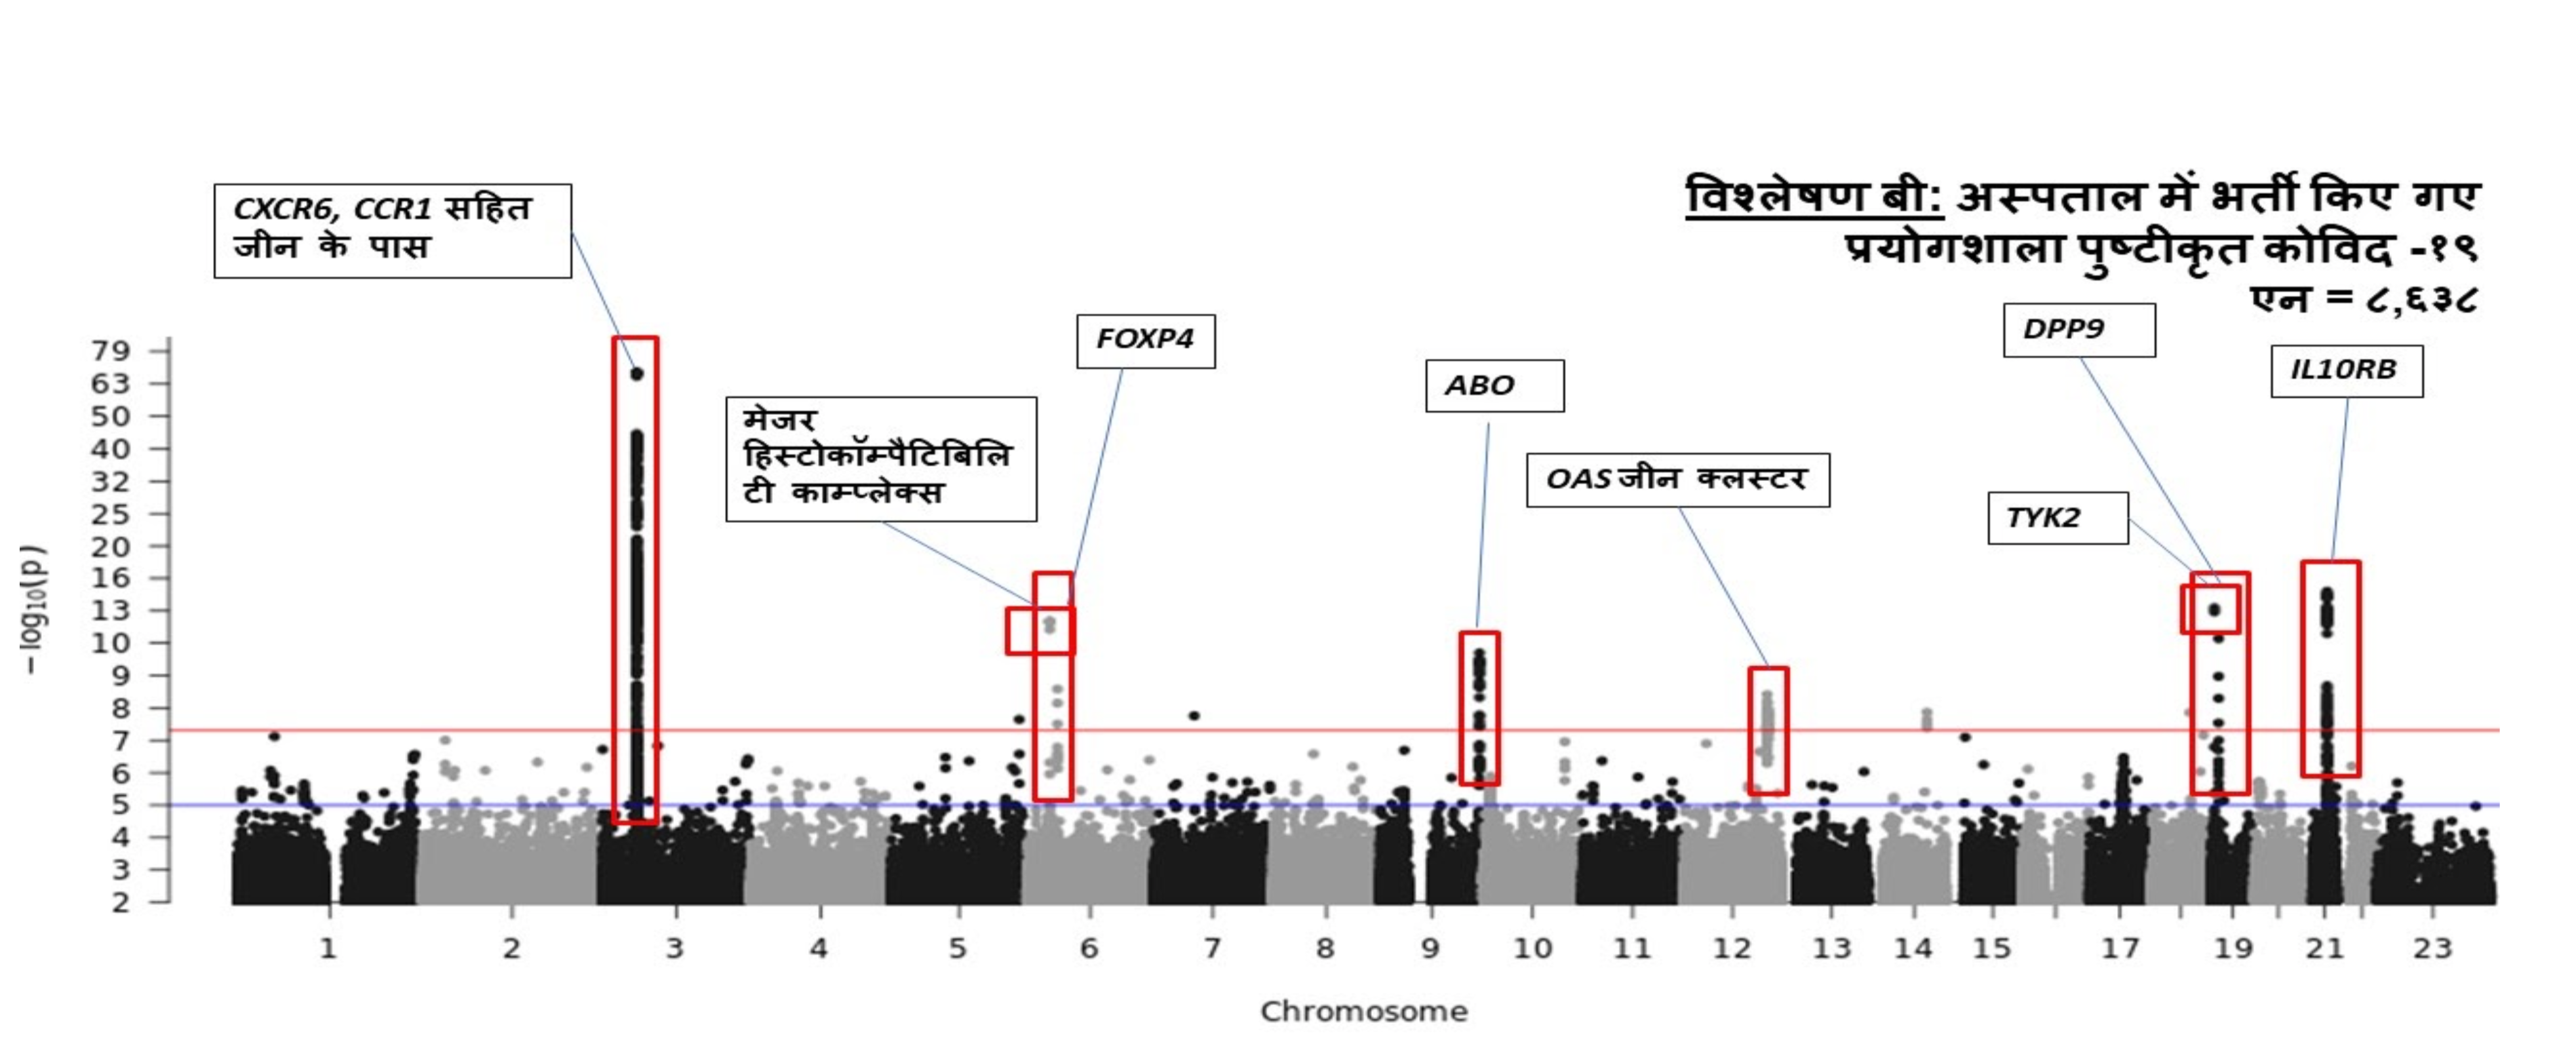 विश्लेषण बी: अस्पताल में भर्ती किए गए
प्रयोगशाला पुष्टीकृत कोविद -१९
एन = ८,६३८
CXCR6, CCR1 सहित
जीन के पास
FOXP4
मेजर
हिस्टोकॉम्पैटिबिलि
टी काम्प्लेक्स
ABO
OAS जीन क्लस्टर
DPP9
TYK2
IL10RB
79
63
50
40
32
25
20
16
13
10
9
8
7
6
5
4
3
2
−log10(p)
1 2 3 4 5 6 7 8 9 10 11 12 13 14 15 17 19 21 23
Chromosome